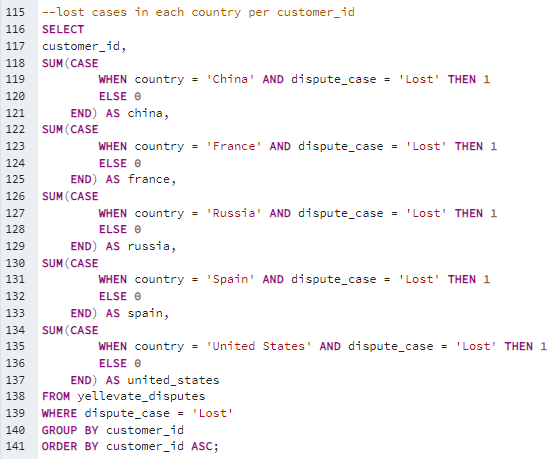 115 --lost cases in each country per customer_id
116 SELECT
117 customer_id,
118 SUM(CASE
119 WHEN country = 'China' AND dispute_case = 'Lost' THEN 1
120 ELSE 0
121 END) AS china,
122 SUM(CASE
123 WHEN country = 'France' AND dispute_case = 'Lost' THEN 1
124 ELSE 0
125 END) AS france,
126 SUM(CASE
127 WHEN country = 'Russia' AND dispute_case = 'Lost' THEN 1
128 ELSE 0
129 END) AS russia,
130 SUM(CASE
131 WHEN country = 'Spain' AND dispute_case = 'Lost' THEN 1
132 ELSE 0
133 END) AS spain,
134 SUM(CASE
135 WHEN country = 'United States' AND dispute_case = 'Lost' THEN 1
136 ELSE 0
137 END) AS united_states
138 FROM yellevate_disputes
139 WHERE dispute_case = 'Lost'
140 GROUP BY customer_id
141 ORDER BY customer_id ASC;